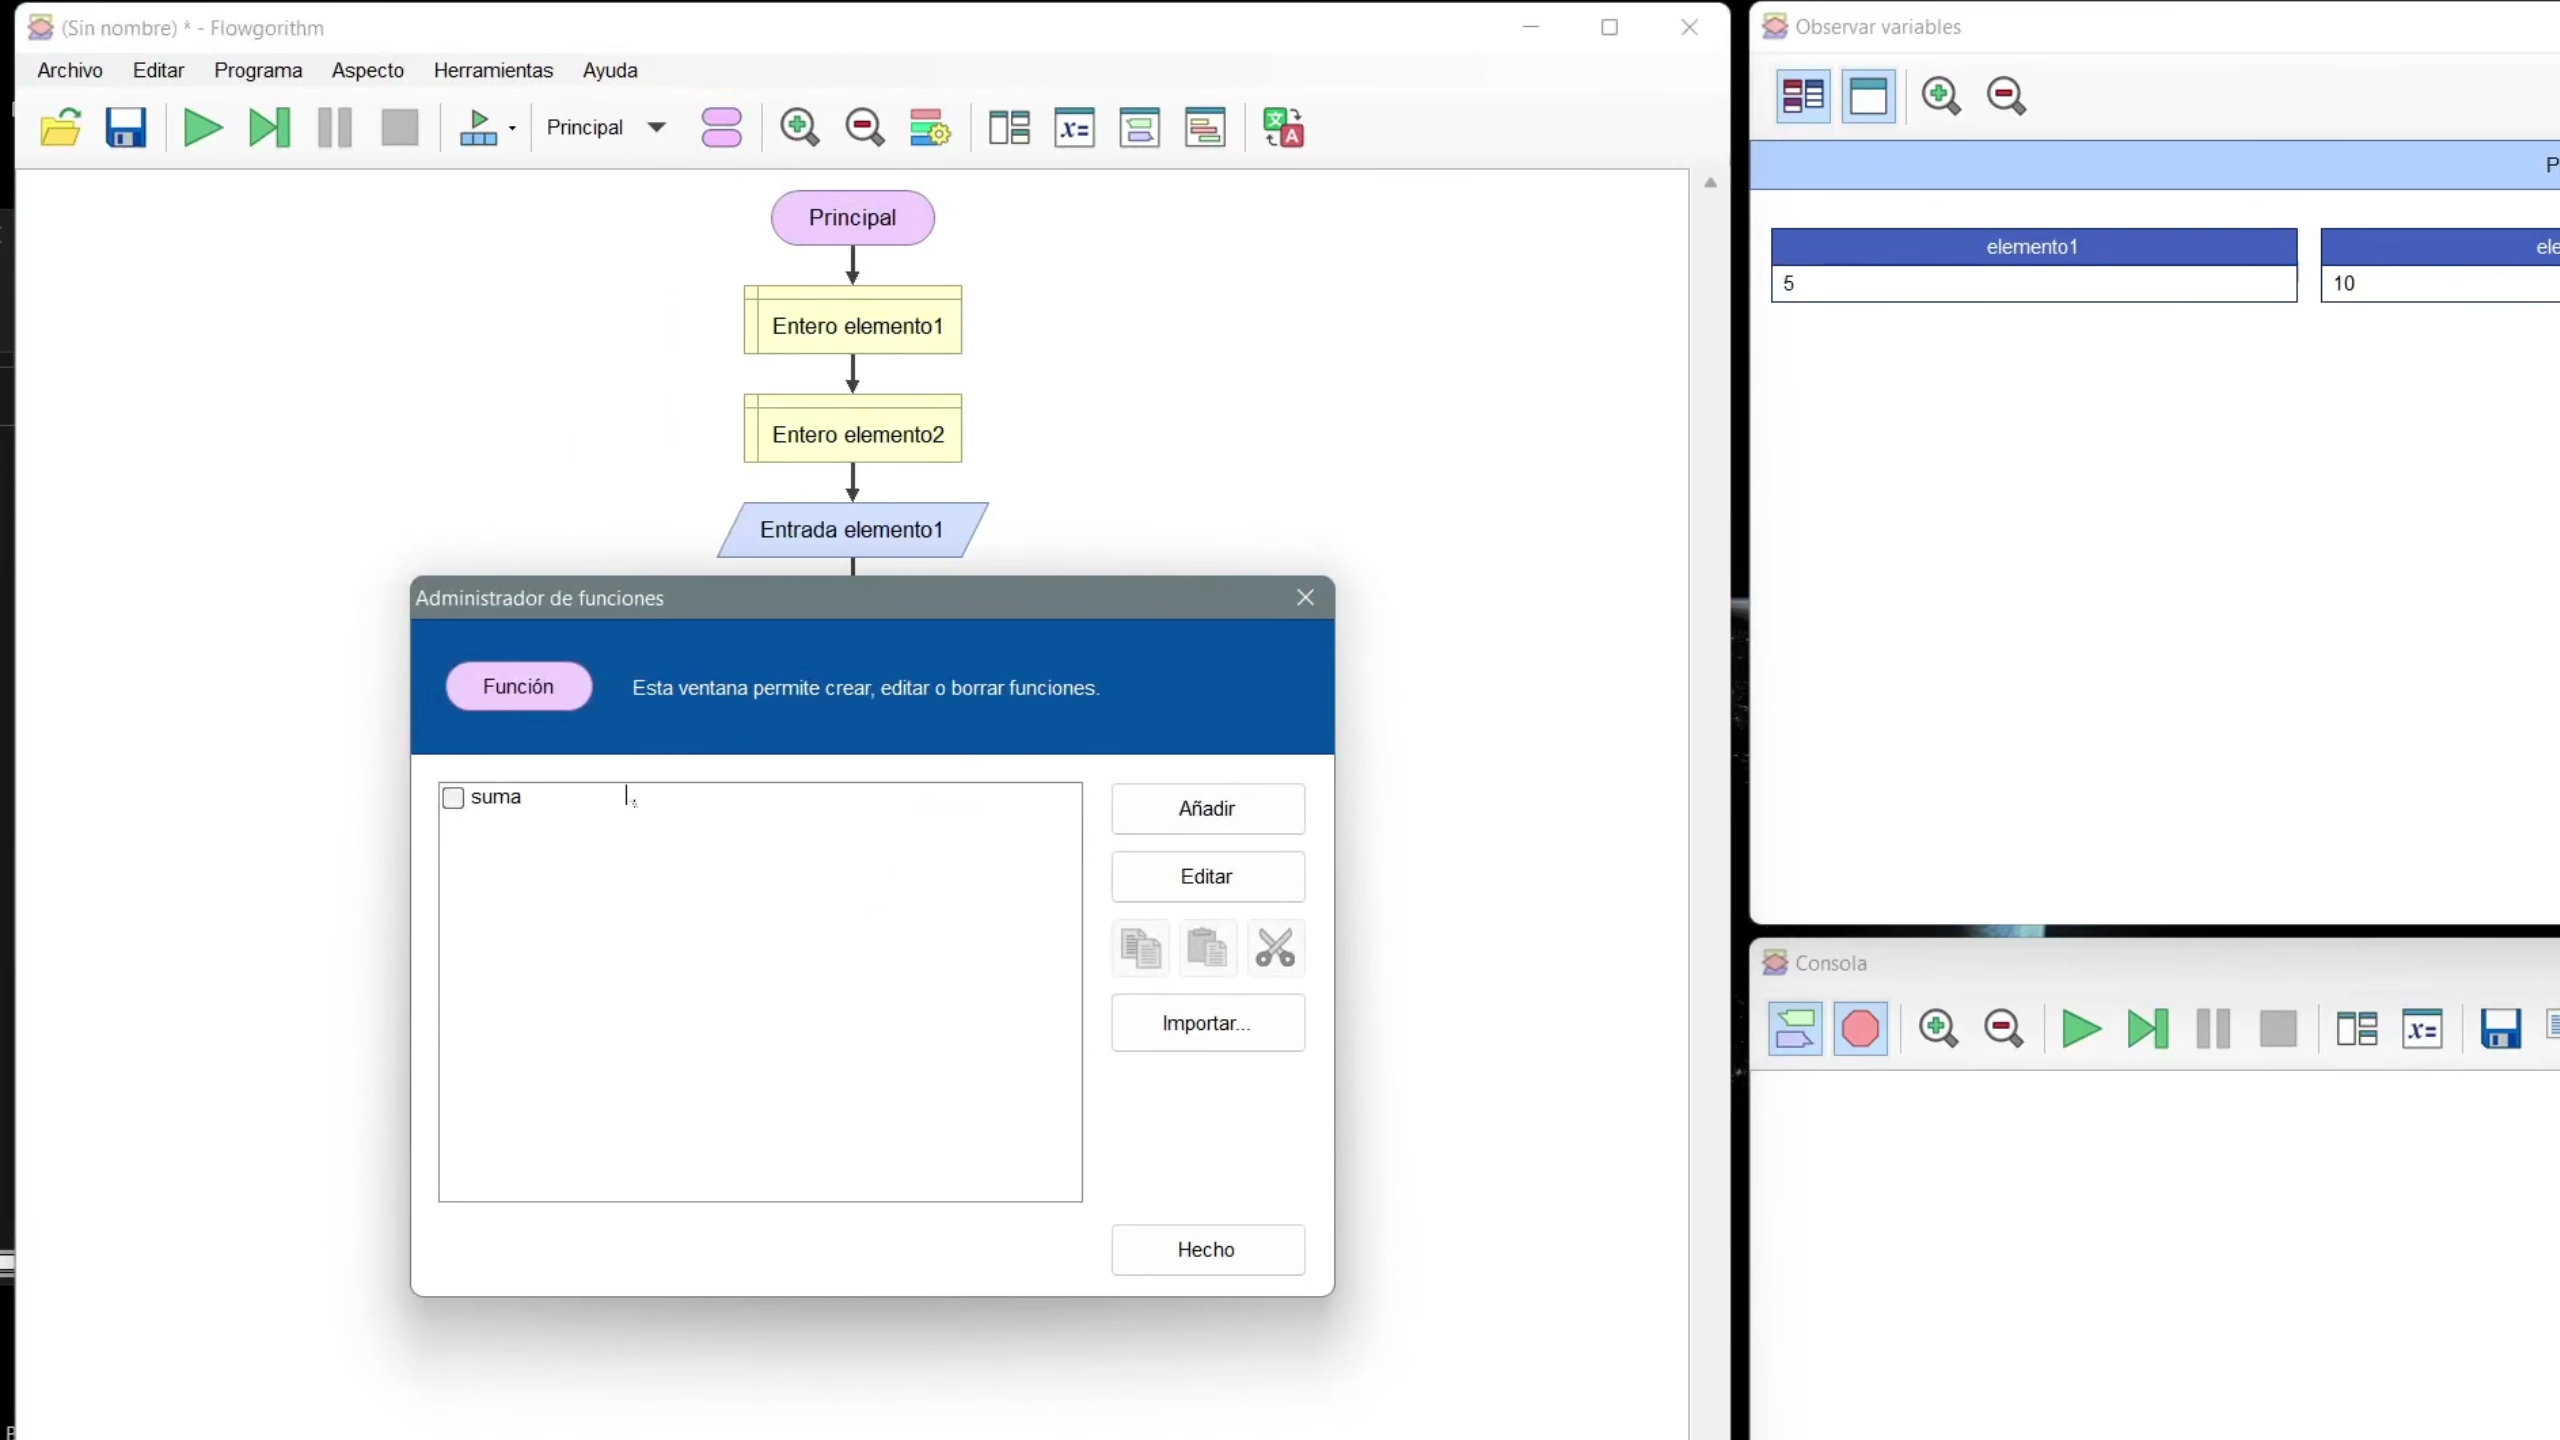 (Sin nombre) * - Flowgorithm
Archivo Editar Programa Aspecto Herramientas Ayuda
Principal
Principal
Entero elemento1
Entero elemento2
Entrada elemento1
Administrador de funciones
Función
Esta ventana permite crear, editar o borrar funciones.
suma
Añadir
Editar
Importar...
Hecho
Observar variables
elemento1
5
10
Consola
x=
x=
A